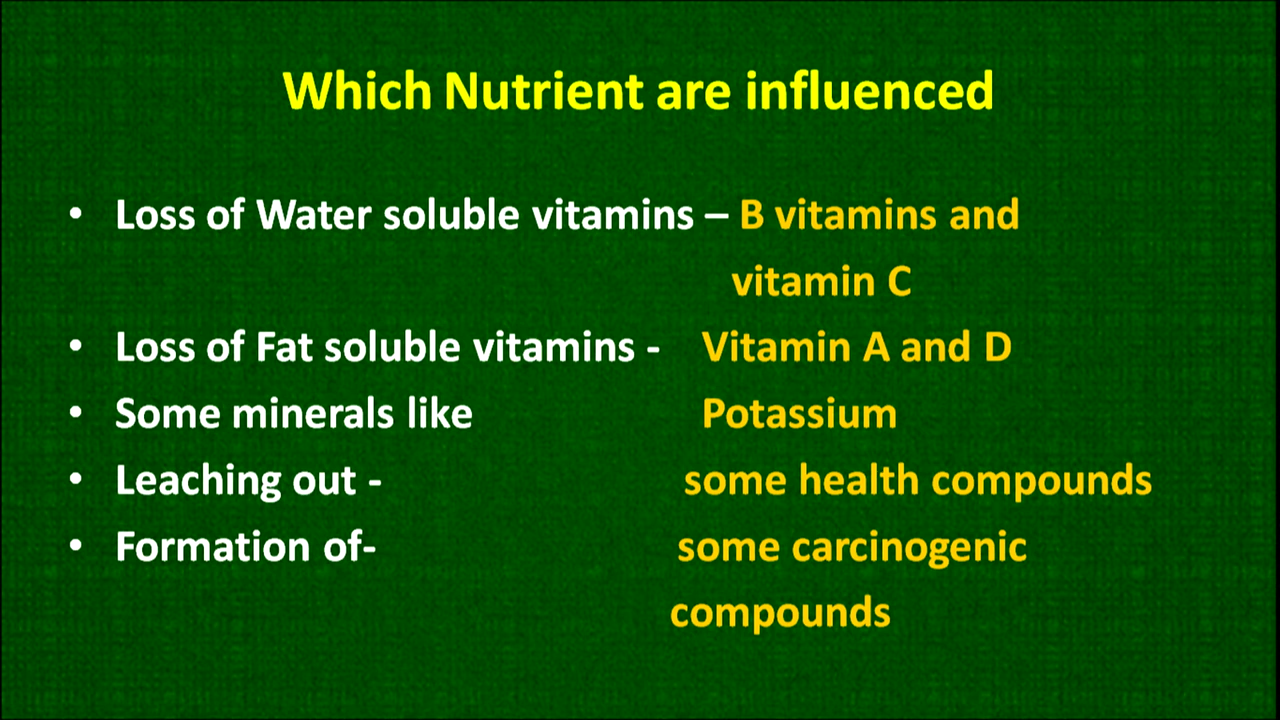 Which Nutrient are influenced
• Loss of Water soluble vitamins – B vitamins and
vitamin C
• Loss of Fat soluble vitamins - Vitamin A and D
• Some minerals like Potassium
• Leaching out - some health compounds
• Formation of- some carcinogenic
compounds